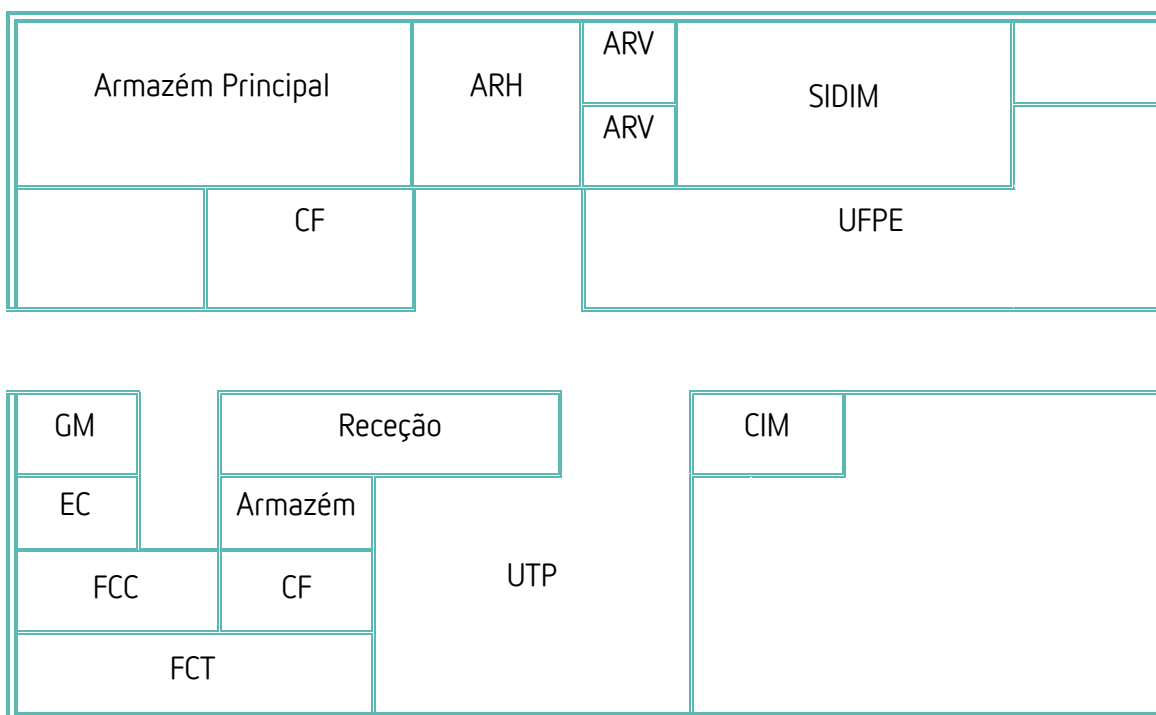 Armazém Principal
ARH
ARV
ARV
SIDIM
CF
UFPE
GM
Receção
CIM
EC
Armazém
FCC
CF
UTP
FCT